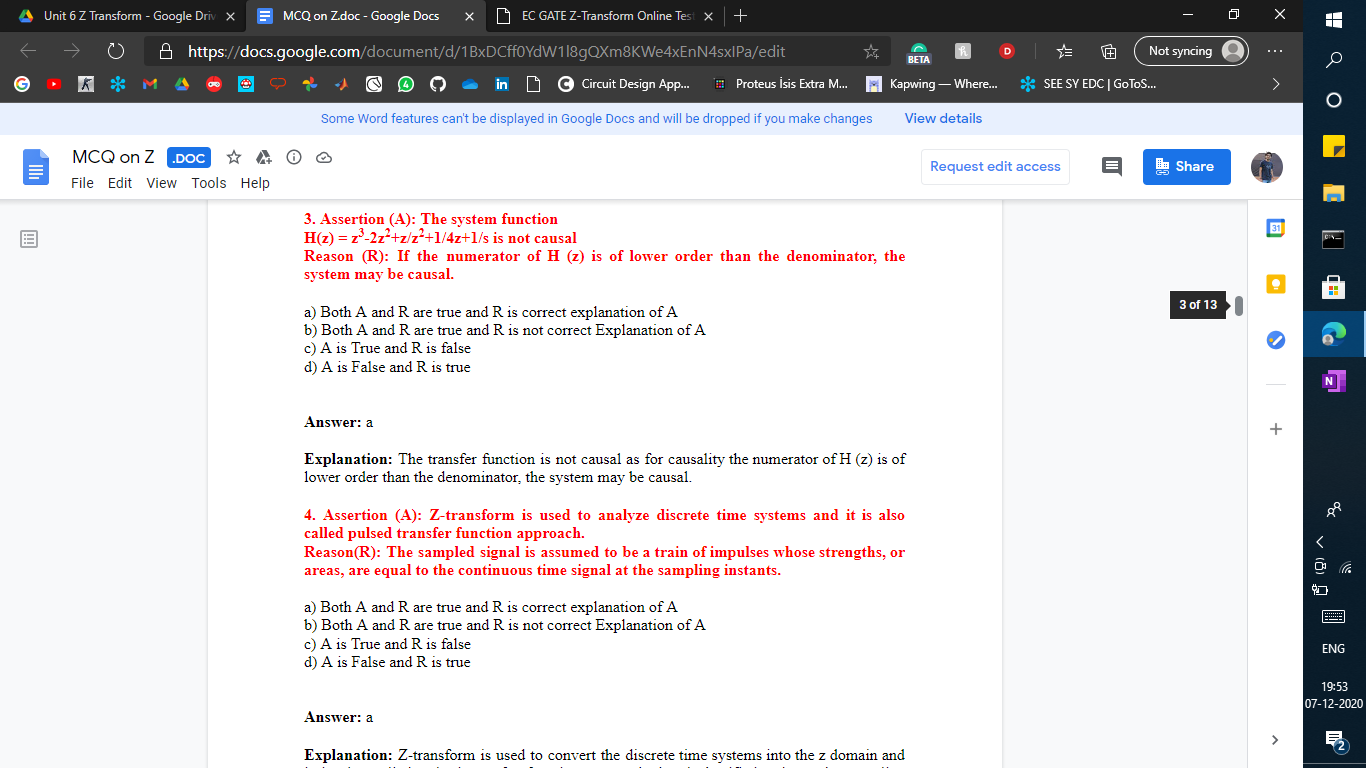 Unit 6 Z Transform - Google Driv
MCQ on Z.doc - Google Docs
EC GATE Z-Transform Online Test
https://docs.google.com/document/d/1BxDCff0YdW1l8gQXm8KWe4xEnN4sxlPa/edit
BETA
D
Not syncing
Circuit Design App...
Proteus İsis Extra M...
Kapwing — Where...
SEE SY EDC | GoToS...
Some Word features can't be displayed in Google Docs and will be dropped if you make changes View details
MCQ on Z .DOC
Request edit access
Share
File Edit View Tools Help
3. Assertion (A): The system function
H(z) = z³-2z²+z/z²+1/4z+1/s is not causal
Reason (R): If the numerator of H (z) is of lower order than the denominator, the
system may be causal.
a) Both A and R are true and R is correct explanation of A
b) Both A and R are true and R is not correct Explanation of A
c) A is True and R is false
d) A is False and R is true
Answer: a
Explanation: The transfer function is not causal as for causality the numerator of H (z) is of
lower order than the denominator, the system may be causal.
4. Assertion (A): Z-transform is used to analyze discrete time systems and it is also
called pulsed transfer function approach.
Reason(R): The sampled signal is assumed to be a train of impulses whose strengths, or
areas, are equal to the continuous time signal at the sampling instants.
a) Both A and R are true and R is correct explanation of A
b) Both A and R are true and R is not correct Explanation of A
c) A is True and R is false
d) A is False and R is true
Answer: a
Explanation: Z-transform is used to convert the discrete time systems into the z domain and
3 of 13
31
N
ENG
19:53
07-12-2020
2